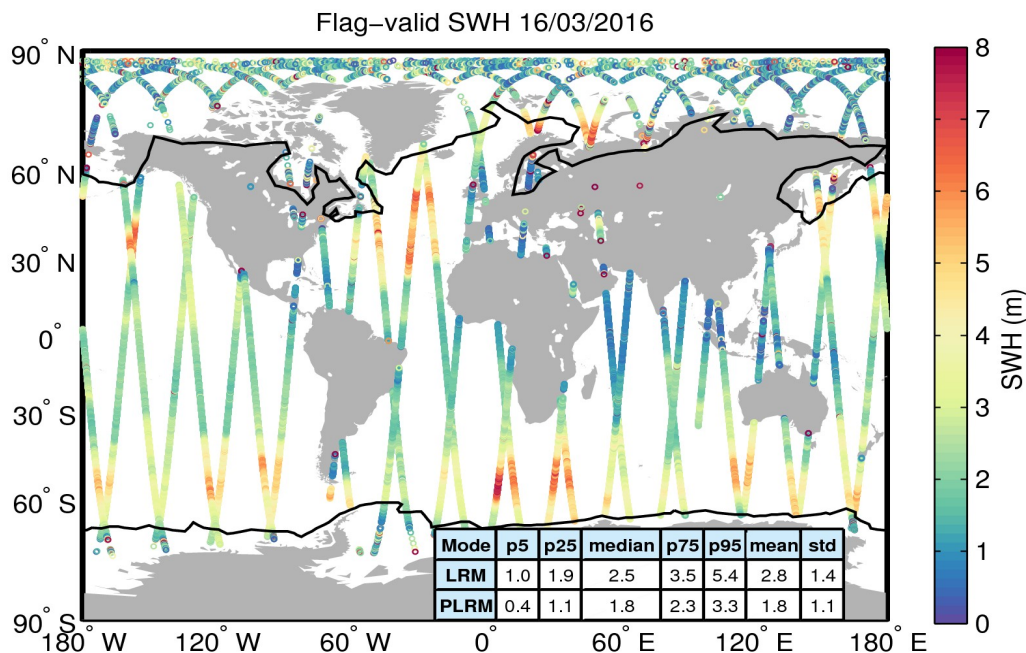 Flag−valid SWH 16/03/2016
90° N
60° N
30° N
0°
30° S
60° S
90° S
180° W
120° W
60° W
0°
60° E
120° E
180° E
Mode p5 p25 median p75 p95 mean std
LRM 1.0 1.9 2.5 3.5 5.4 2.8 1.4
PLRM 0.4 1.1 1.8 2.3 3.3 1.8 1.1
8
7
6
5
4
3
2
1
0
SWH (m)